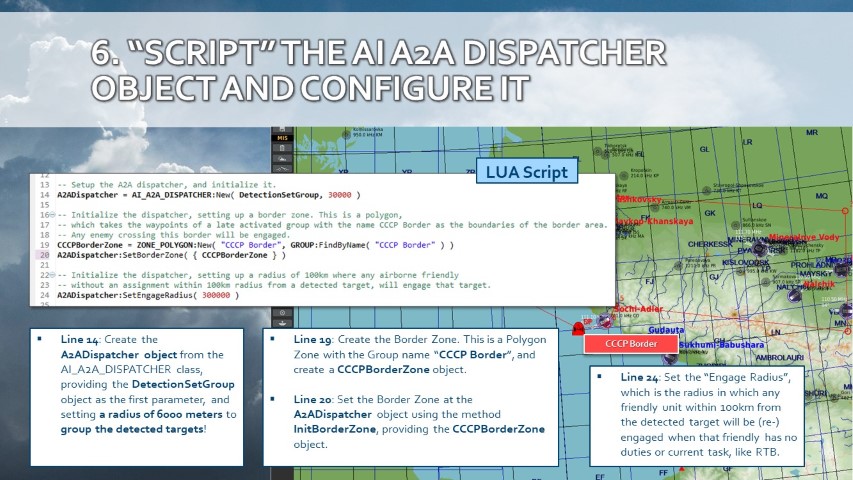 6. “SCRIPT” THE AI A2A DISPATCHER
OBJECT AND CONFIGURE IT
LUA Script
12
13 -- Setup the A2A dispatcher, and initialize it.
14 A2ADispatcher = AI_A2A_DISPATCHER:New( DetectionSetGroup, 30000 )
15
16 -- Initialize the dispatcher, setting up a border zone. This is a polygon,
17 -- which takes the waypoints of a late activated group with the name CCCP Border as the boundaries of the border area.
18 -- Any enemy crossing this border will be engaged.
19 CCCPBorderZone = ZONE_POLYGON:New( "CCCP Border", GROUP:FindByName( "CCCP Border" ) )
20 A2ADispatcher:SetBorderZone( { CCCPBorderZone } )
21
22 -- Initialize the dispatcher, setting up a radius of 100km where any airborne friendly
23 -- without an assignment within 100km radius from a detected target, will engage that target.
24 A2ADispatcher:SetEngageRadius( 300000 )
25
MIS
MR
LR
GL
LQ
MQ
GK
GJ
FJ
LN
MN
Maykop-Khanskaya
CHERKESSK
Mineralnye Vody
KISLOVODSK
Nalchik
Sochi-Adler
SP
Gudauta
Sukhumi-Babushara
AMBROLAURI
CCCP Border
▪ Line 14: Create the
A2ADispatcher object from the
AI_A2A_DISPATCHER class,
providing the DetectionSetGroup
object as the first parameter, and
setting a radius of 6000 meters to
group the detected targets!
▪ Line 19: Create the Border Zone. This is a Polygon
Zone with the Group name “CCCP Border”, and
create a CCCPBorderZone object.
▪ Line 20: Set the Border Zone at the
A2ADispatcher object using the method
InitBorderZone, providing the CCCPBorderZone
object.
▪ Line 24: Set the “Engage Radius”,
which is the radius in which any
friendly unit within 100km from
the detected target will be (re-)
engaged when that friendly has no
duties or current task, like RTB.